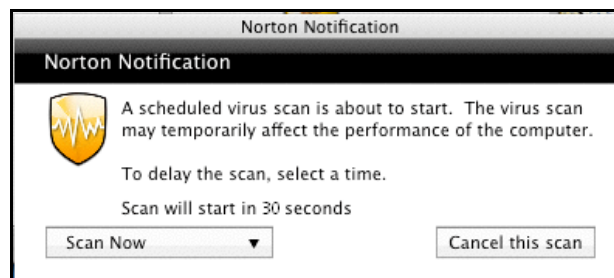 Norton Notification
Norton Notification
A scheduled virus scan is about to start. The virus scan
may temporarily affect the performance of the computer.
To delay the scan, select a time.
Scan will start in 30 seconds
Scan Now
Cancel this scan